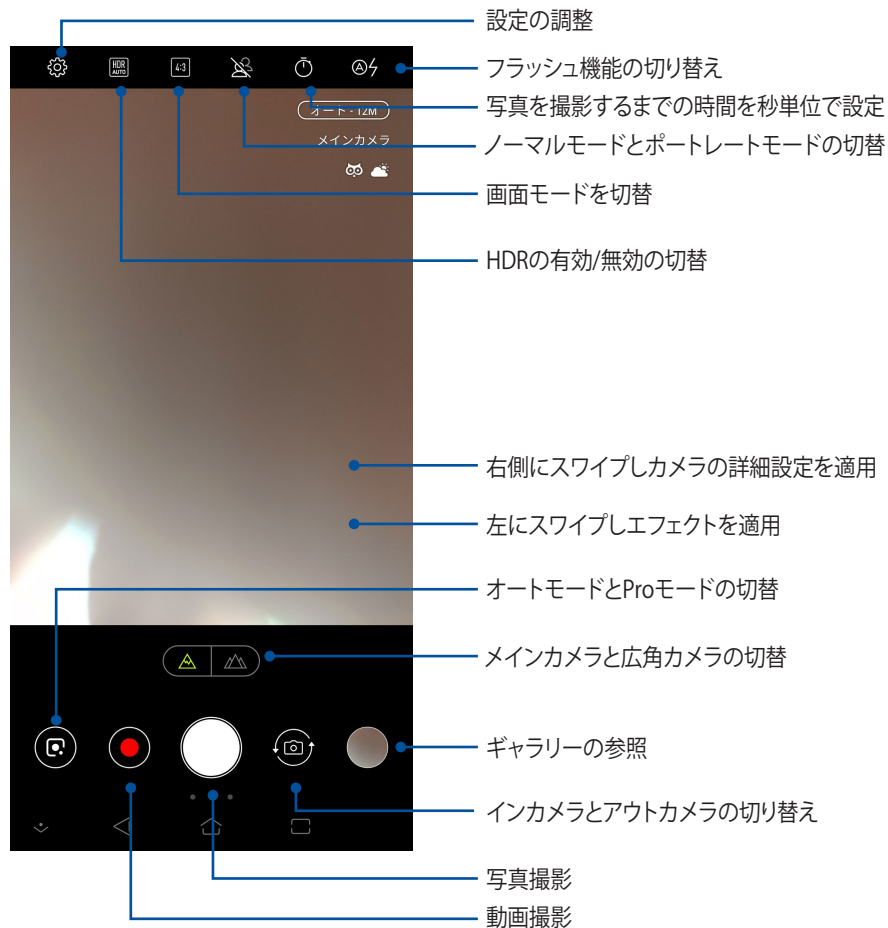 設定の調整
HDR
AUTO
4:3
A
フラッシュ機能の切り替え
写真を撮影するまでの時間を秒単位で設定
オート - 12M
メインカメラ
ノーマルモードとポートレートモードの切替
画面モードを切替
HDRの有効/無効の切替
右側にスワイプしカメラの詳細設定を適用
左にスワイプしエフェクトを適用
オートモードとProモードの切替
メインカメラと広角カメラの切替
ギャラリーの参照
インカメラとアウトカメラの切り替え
写真撮影
動画撮影